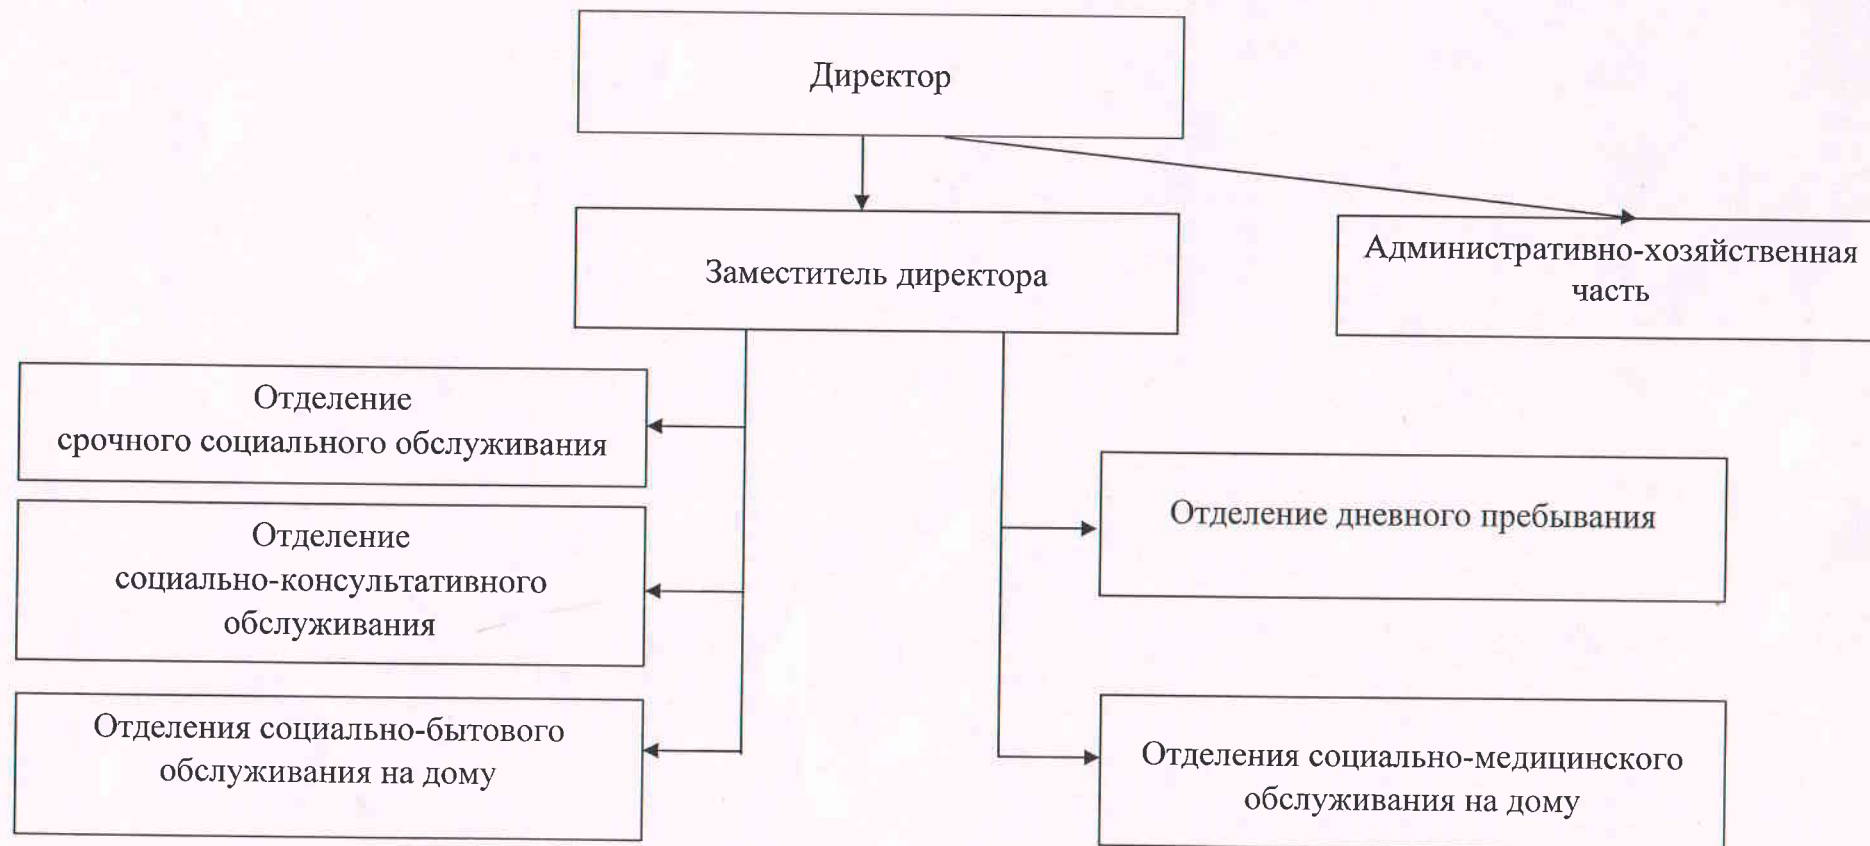 Директор
Заместитель директора
Административно-хозяйственная
часть
Отделение
срочного социального обслуживания
Отделение
социально-консультативного
обслуживания
Отделения социально-бытового
обслуживания на дому
Отделение дневного пребывания
Отделения социально-медицинского
обслуживания на дому